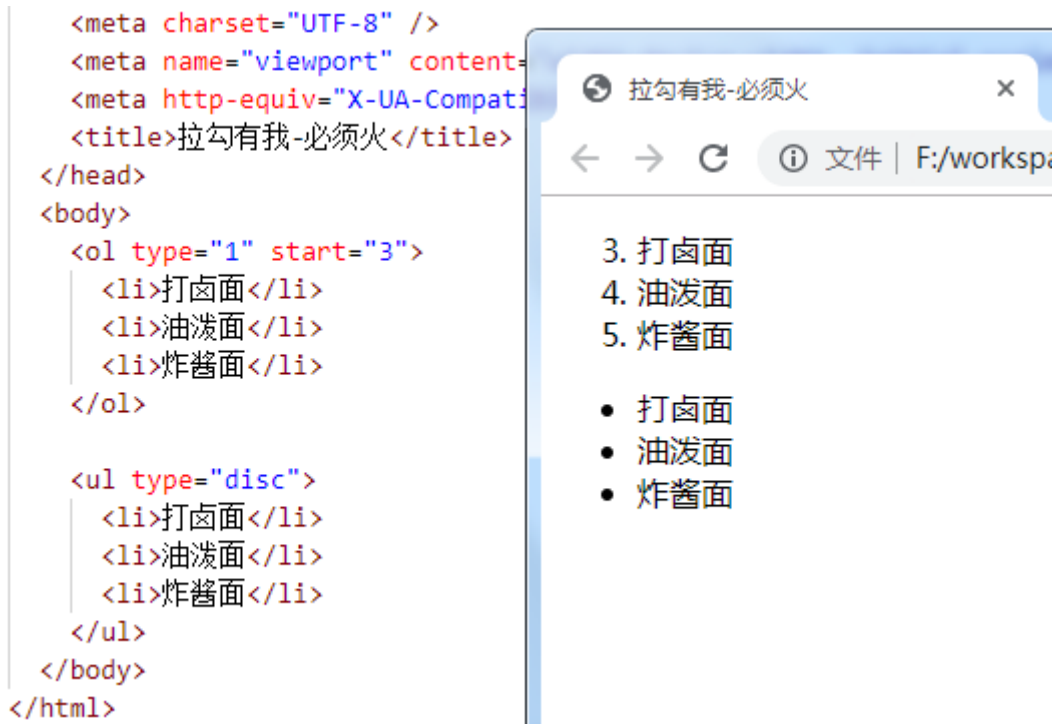 <meta charset="UTF-8" />
<meta name="viewport" content=
<meta http-equiv="X-UA-Compati
<title>拉勾有我-必须火</title>
</head>
<body>
<ol type="1" start="3">
<li>打卤面</li>
<li>油泼面</li>
<li>炸酱面</li>
</ol>
<ul type="disc">
<li>打卤面</li>
<li>油泼面</li>
<li>炸酱面</li>
</ul>
</body>
</html>
拉勾有我-必须火
文件 | F:/workspa
3. 打卤面
4. 油泼面
5. 炸酱面
• 打卤面
• 油泼面
• 炸酱面